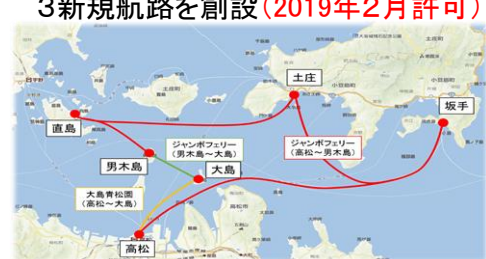 3新規航路を創設(2019年2月許可)
土庄
坂手
直島
ジャンボフェリー
(男木島~大島)
ジャンボフェリー
(高松~男木島)
男木島
大島
大島青松園
(高松~大島)
高松